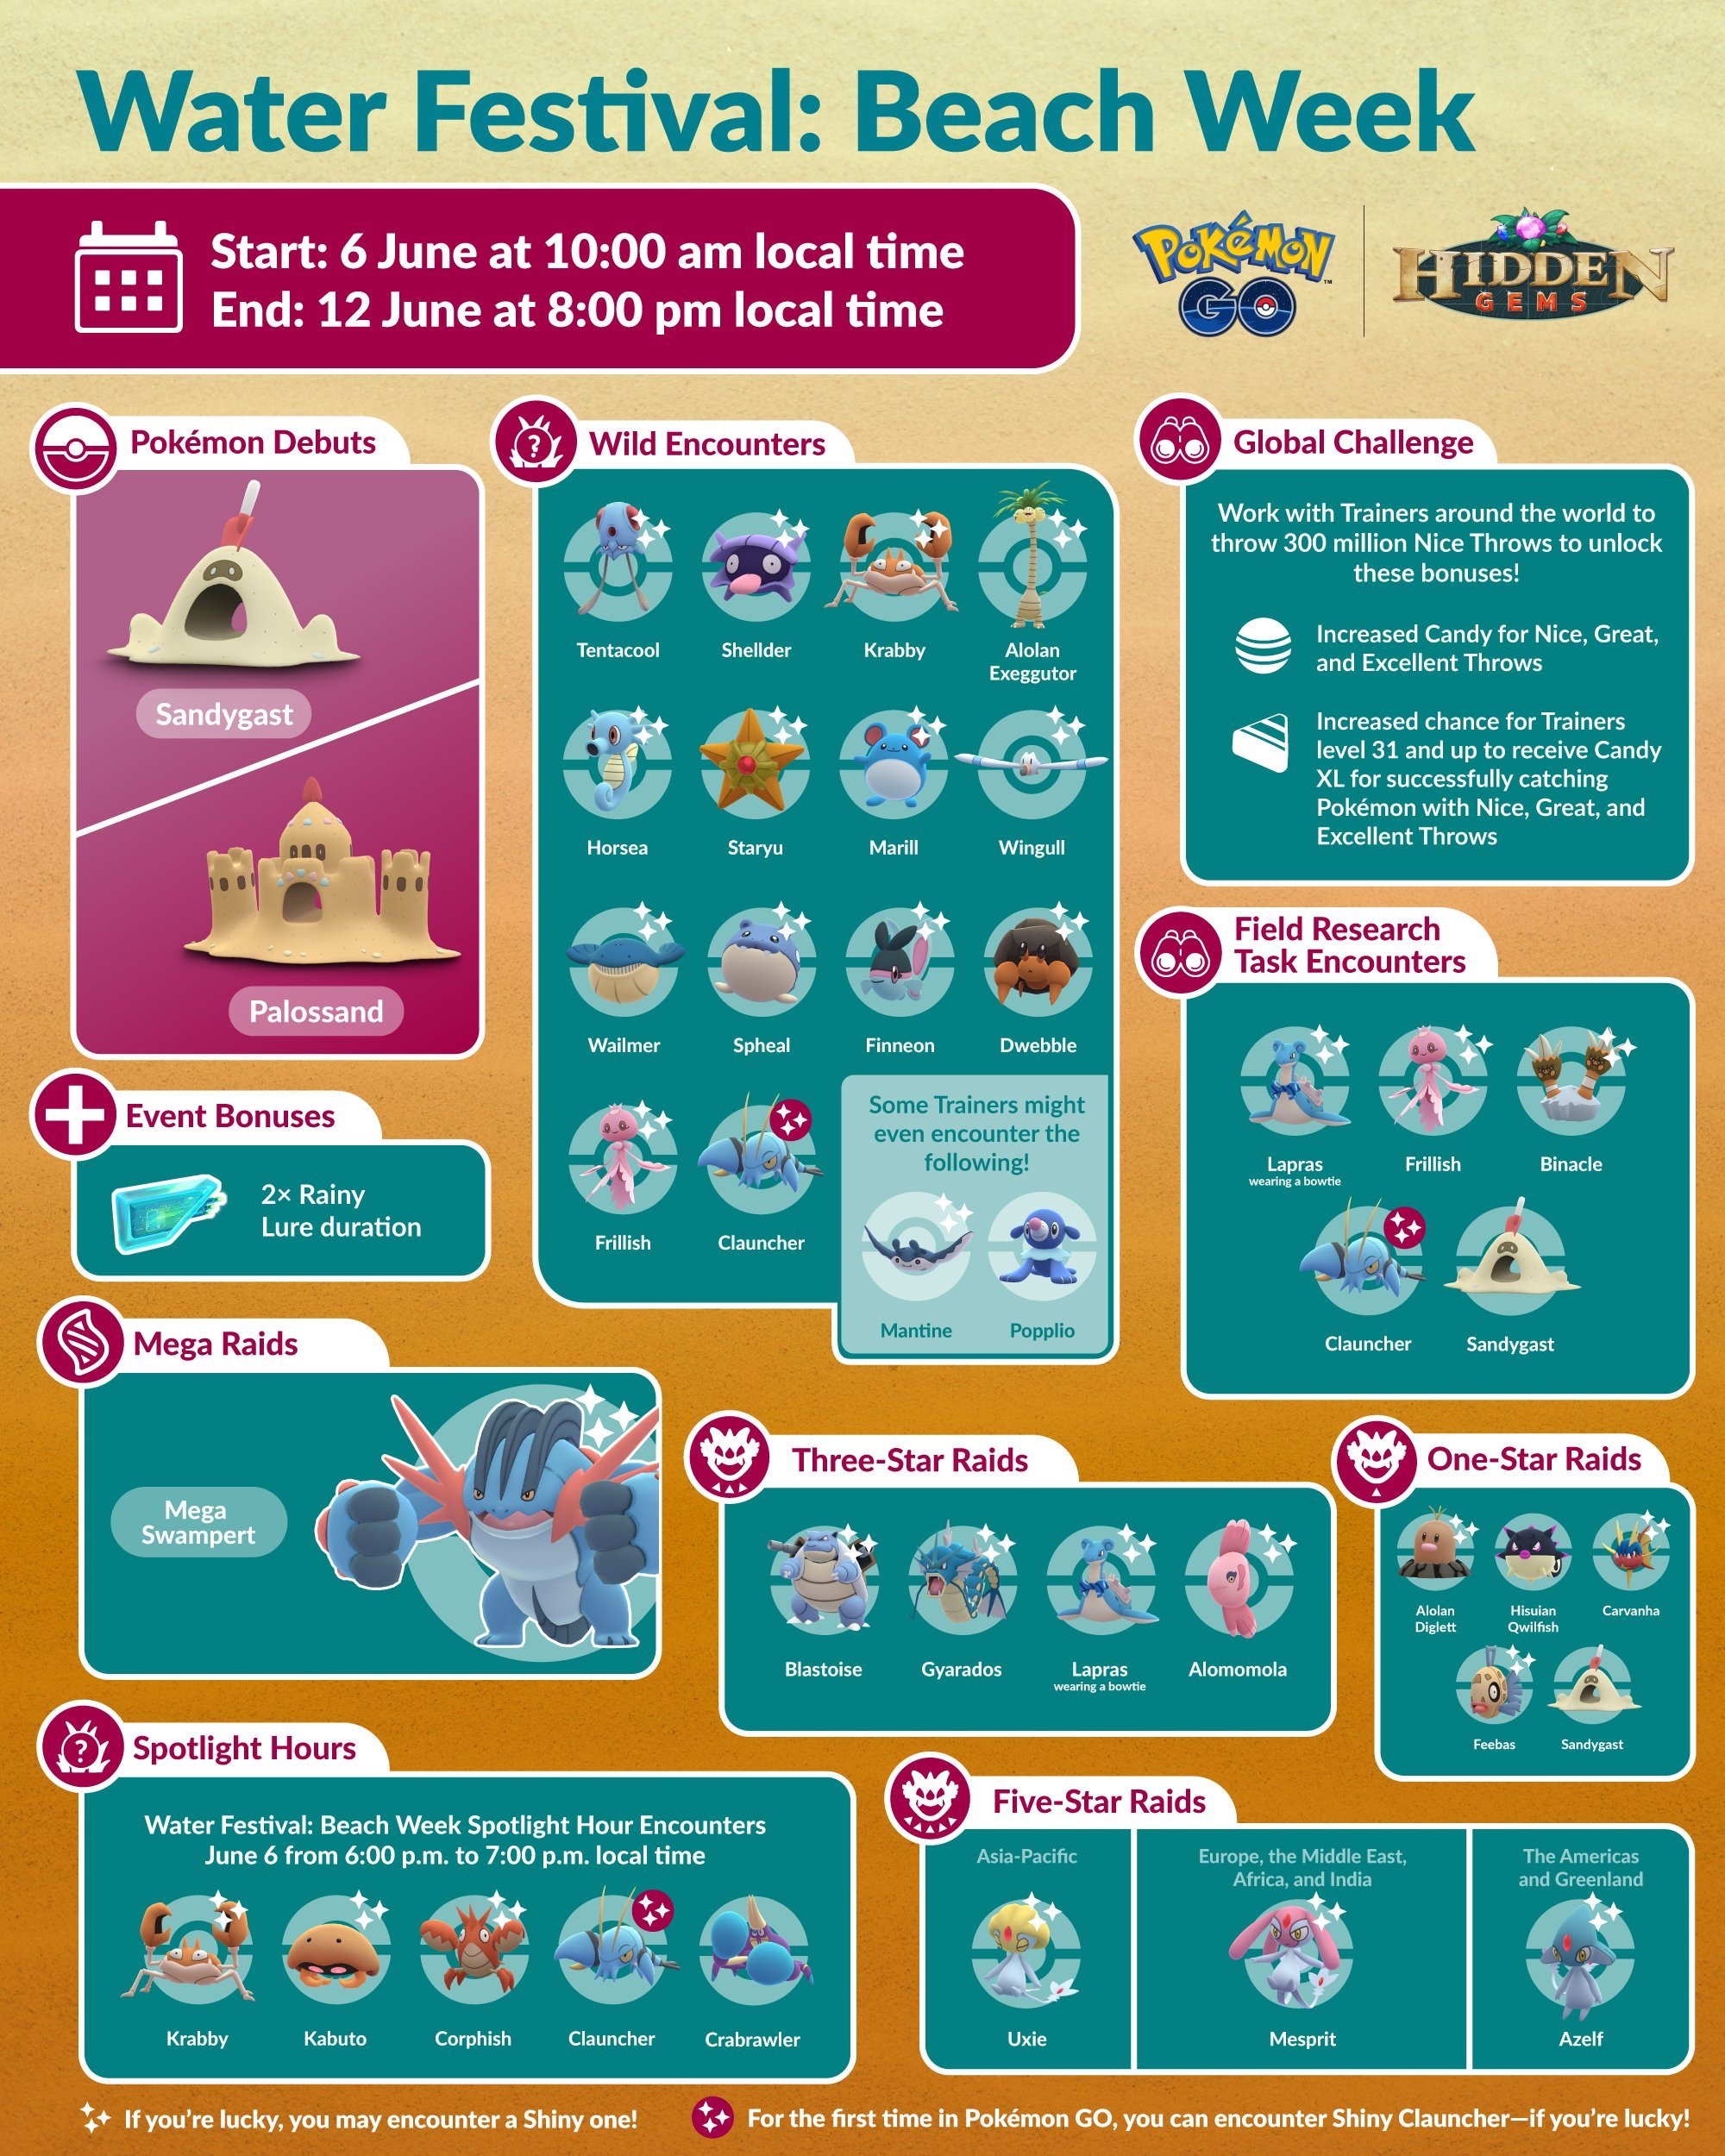 Water Festival: Beach Week
Start: 6 June at 10:00 am local time
End: 12 June at 8:00 pm local time
POKÉMON
GO
™
HIDDEN
GEMS
Pokémon Debuts
Sandygast
Palossand
Event Bonuses
2× Rainy
Lure duration
Wild Encounters
Tentacool
Shellder
Krabby
Alolan
Exeggutor
Horsea
Staryu
Marill
Wingull
Wailmer
Spheal
Finneon
Dwebble
Frillish
Clauncher
Some Trainers might
even encounter the
following!
Mantine
Popplio
Global Challenge
Work with Trainers around the world to
throw 300 million Nice Throws to unlock
these bonuses!
Increased Candy for Nice, Great,
and Excellent Throws
Increased chance for Trainers
level 31 and up to receive Candy
XL for successfully catching
Pokémon with Nice, Great, and
Excellent Throws
Field Research
Task Encounters
Lapras
wearing a bowtie
Frillish
Binacle
Clauncher
Sandygast
Mega Raids
Mega
Swampert
Three-Star Raids
Blastoise
Gyarados
Lapras
wearing a bowtie
Alomomola
One-Star Raids
Alolan
Diglett
Hisuian
Qwilfish
Carvanha
Feebas
Sandygast
Spotlight Hours
Water Festival: Beach Week Spotlight Hour Encounters
June 6 from 6:00 p.m. to 7:00 p.m. local time
Krabby
Kabuto
Corphish
Clauncher
Crabrawler
Five-Star Raids
Asia-Pacific
Uxie
Europe, the Middle East,
Africa, and India
Mesprit
The Americas
and Greenland
Azelf
If you're lucky, you may encounter a Shiny one!
For the first time in Pokémon GO, you can encounter Shiny Clauncher—if you're lucky!